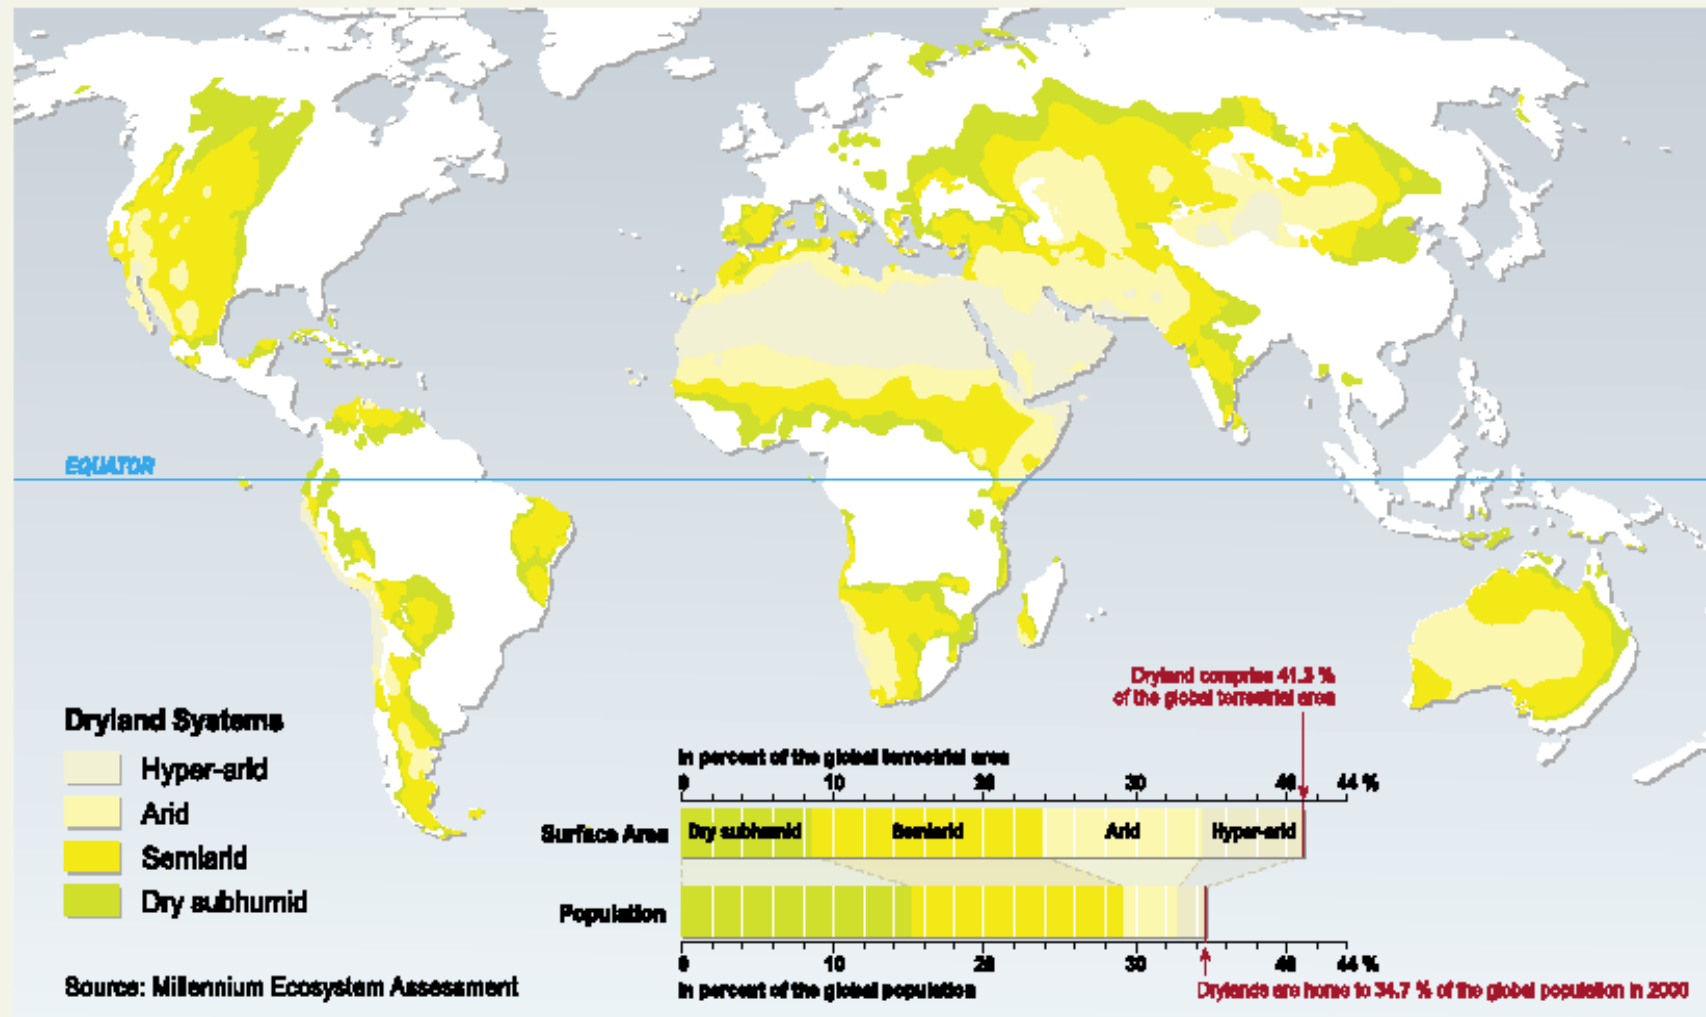 EQUATOR
Dryland comprise 41.3 %
of the global terrestrial area
Dryland Systems
Hyper-arid
Arid
Semiarid
Dry subhumid
In percent of the global terrestrial area
0 10 20 30 40 44 %
Surface Area
Dry subhumid Semiarid Arid Hyper-arid
Population
0 10 20 30 40 44 %
In percent of the global population
Drylands are home to 34.7 % of the global population in 2000
Source: Millennium Ecosystem Assessment